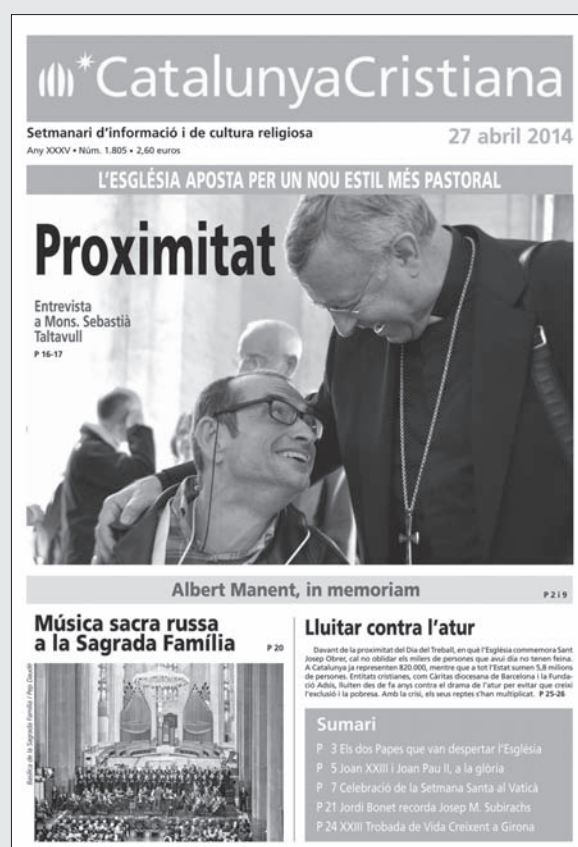 CatalunyaCristiana
Setmanari d'informació i de cultura religiosa
27 abril 2014
Any XXXV • Núm. 1.805 • 2,60 euros
L'ESGLÉSIA APOSTA PER UN NOU ESTIL MÉS PASTORAL
Proximitat
Entrevista
a Mons. Sebastià
Taltavull
P 16-17
Albert Manent, in memoriam
P 2 i 9
Música sacra russa
a la Sagrada Família
P 20
Basílica de la Sagrada Família / Pep Daudé
Lluitar contra l'atur
Davant de la proximitat del Dia del Treball, en què l'Església commemora Sant
Josep Obrer, cal no oblidar els milers de persones que avui dia no tenen feina.
A Catalunya ja representen 820.000, mentre que a tot l'Estat sumen 5,8 milions
de persones. Entitats cristianes, com Càritas diocesana de Barcelona i la Funda-
ció Adsis, lluiten des de fa anys contra el drama de l'atur per evitar que creixi
l'exclusió i la pobresa. Amb la crisi, els seus reptes s'han multiplicat. P 25-26
Sumari
P 3 Els dos Papes que van despertar l'Església
P 5 Joan XXIII i Joan Pau II, a la glòria
P 7 Celebració de la Setmana Santa al Vaticà
P 21 Jordi Bonet recorda Josep M. Subirachs
P 24 XXIII Trobada de Vida Creixent a Girona